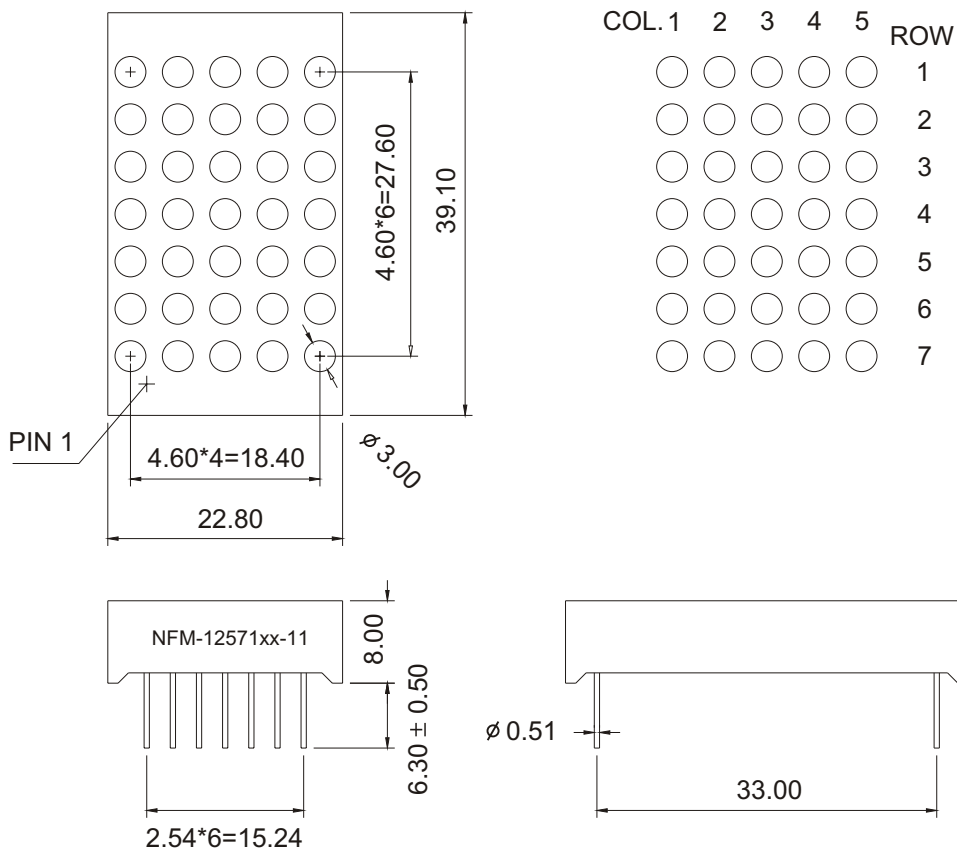 COL. 1 2 3 4 5
ROW
1
2
3
4
5
6
7
4.60*6=27.60
39.10
PIN 1
4.60*4=18.40
ø 3.00
22.80
NFM-12571xx-11
8.00
6.30 ± 0.50
2.54*6=15.24
ø 0.51
33.00